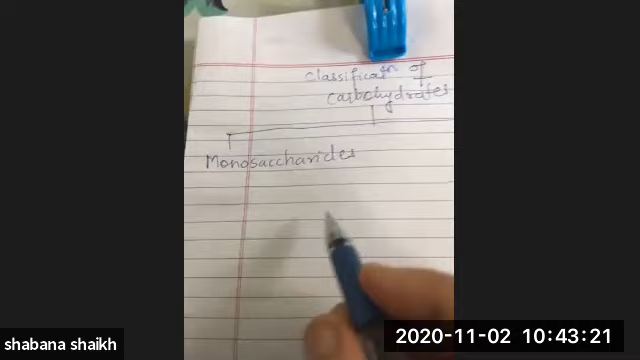 Classificatn of
Carbohydrates
Monosaccharides
shabana shaikh
2020-11-02 10:43:21